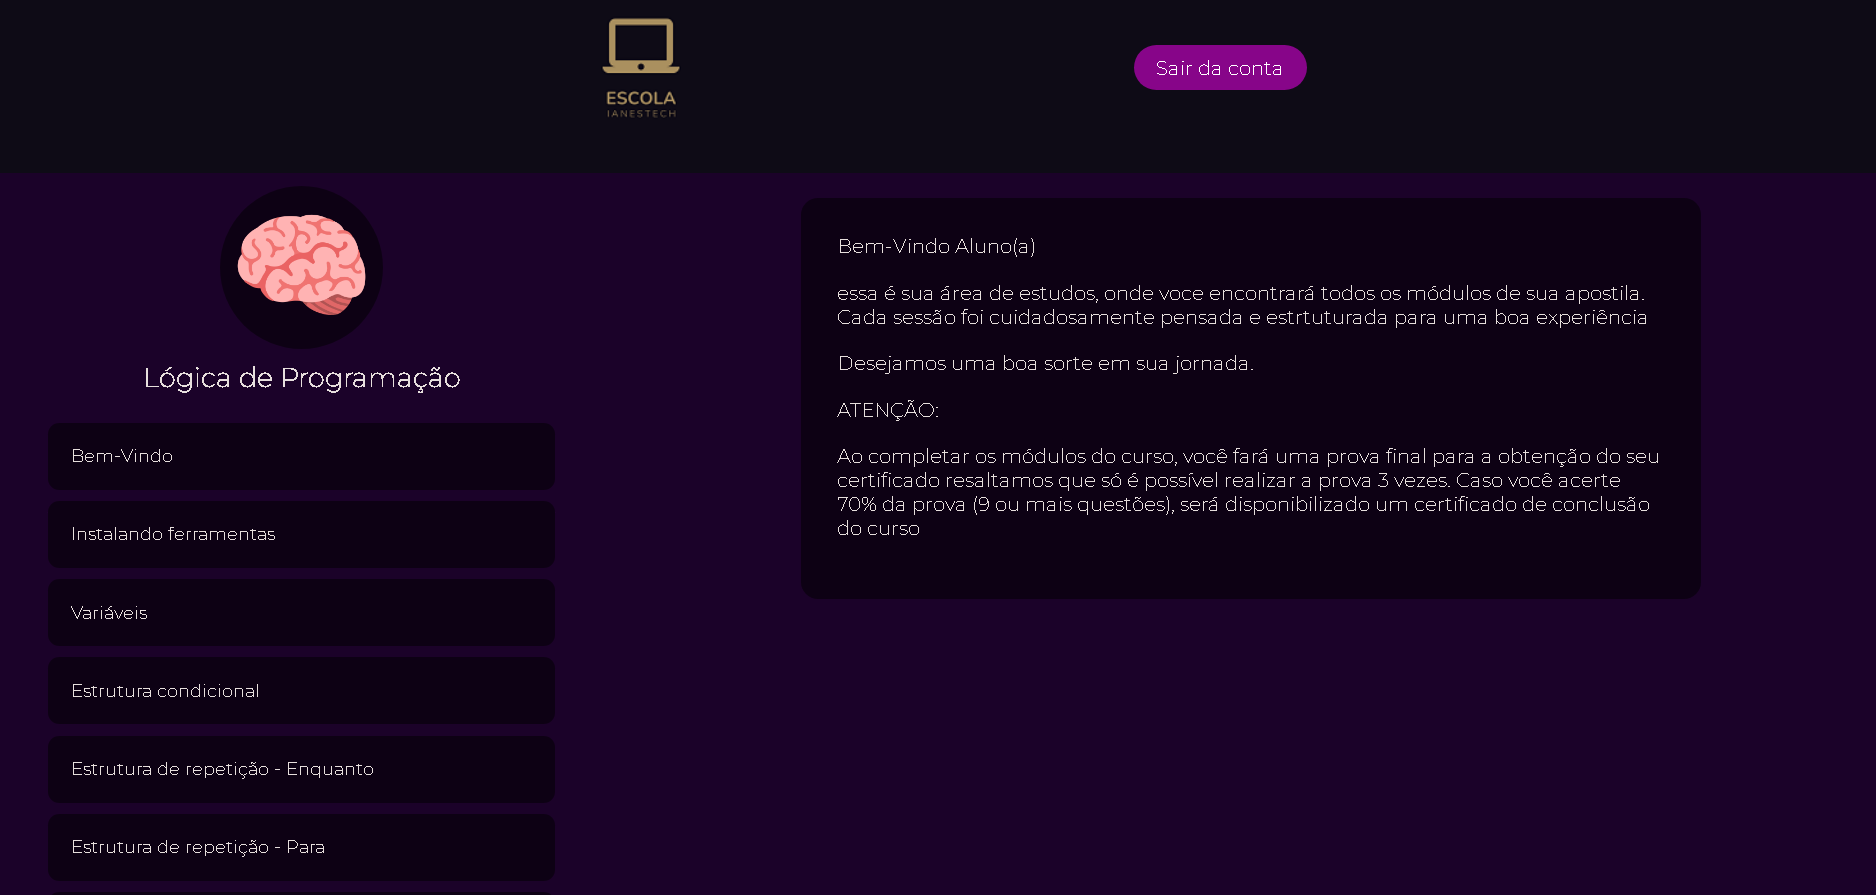 ESCOLA
IANESTECH
Sair da conta
Lógica de Programação
Bem-Vindo
Instalando ferramentas
Variáveis
Estrutura condicional
Estrutura de repetição - Enquanto
Estrutura de repetição - Para
Bem-Vindo Aluno(a)
essa é sua área de estudos, onde voce encontrará todos os módulos de sua apostila.
Cada sessão foi cuidadosamente pensada e estrtuturada para uma boa experiência
Desejamos uma boa sorte em sua jornada.
ATENÇÃO:
Ao completar os módulos do curso, você fará uma prova final para a obtenção do seu
certificado resaltamos que só é possível realizar a prova 3 vezes. Caso você acerte
70% da prova (9 ou mais questões), será disponibilizado um certificado de conclusão
do curso